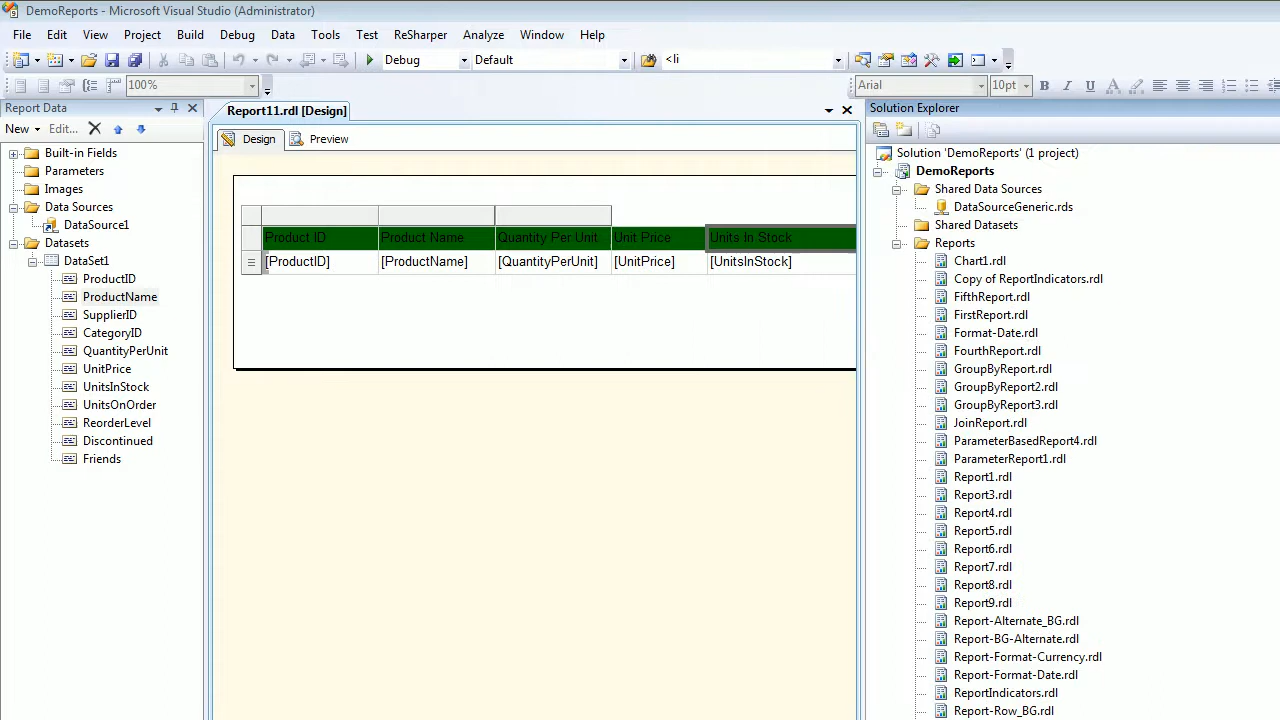 DemoReports - Microsoft Visual Studio (Administrator)
File Edit View Project Build Debug Data Tools Test ReSharper Analyze Window Help
Debug Default <li
100% Arial 10pt B I U A
Report Data
Report11.rdl [Design]
Solution Explorer
New Edit...
Design Preview
Built-in Fields
Parameters
Images
Data Sources
DataSource1
Datasets
DataSet1
ProductID
ProductName
SupplierID
CategoryID
QuantityPerUnit
UnitPrice
UnitsInStock
UnitsOnOrder
ReorderLevel
Discontinued
Friends
Product ID Product Name Quantity Per Unit Unit Price Units In Stock
[ProductID] [ProductName] [QuantityPerUnit] [UnitPrice] [UnitsInStock]
Solution 'DemoReports' (1 project)
DemoReports
Shared Data Sources
DataSourceGeneric.rds
Shared Datasets
Reports
Chart1.rdl
Copy of ReportIndicators.rdl
FifthReport.rdl
FirstReport.rdl
Format-Date.rdl
FourthReport.rdl
GroupByReport.rdl
GroupByReport2.rdl
GroupByReport3.rdl
JoinReport.rdl
ParameterBasedReport4.rdl
ParameterReport1.rdl
Report1.rdl
Report3.rdl
Report4.rdl
Report5.rdl
Report6.rdl
Report7.rdl
Report8.rdl
Report9.rdl
Report-Alternate_BG.rdl
Report-BG-Alternate.rdl
Report-Format-Currency.rdl
Report-Format-Date.rdl
ReportIndicators.rdl
Report-Row_BG.rdl